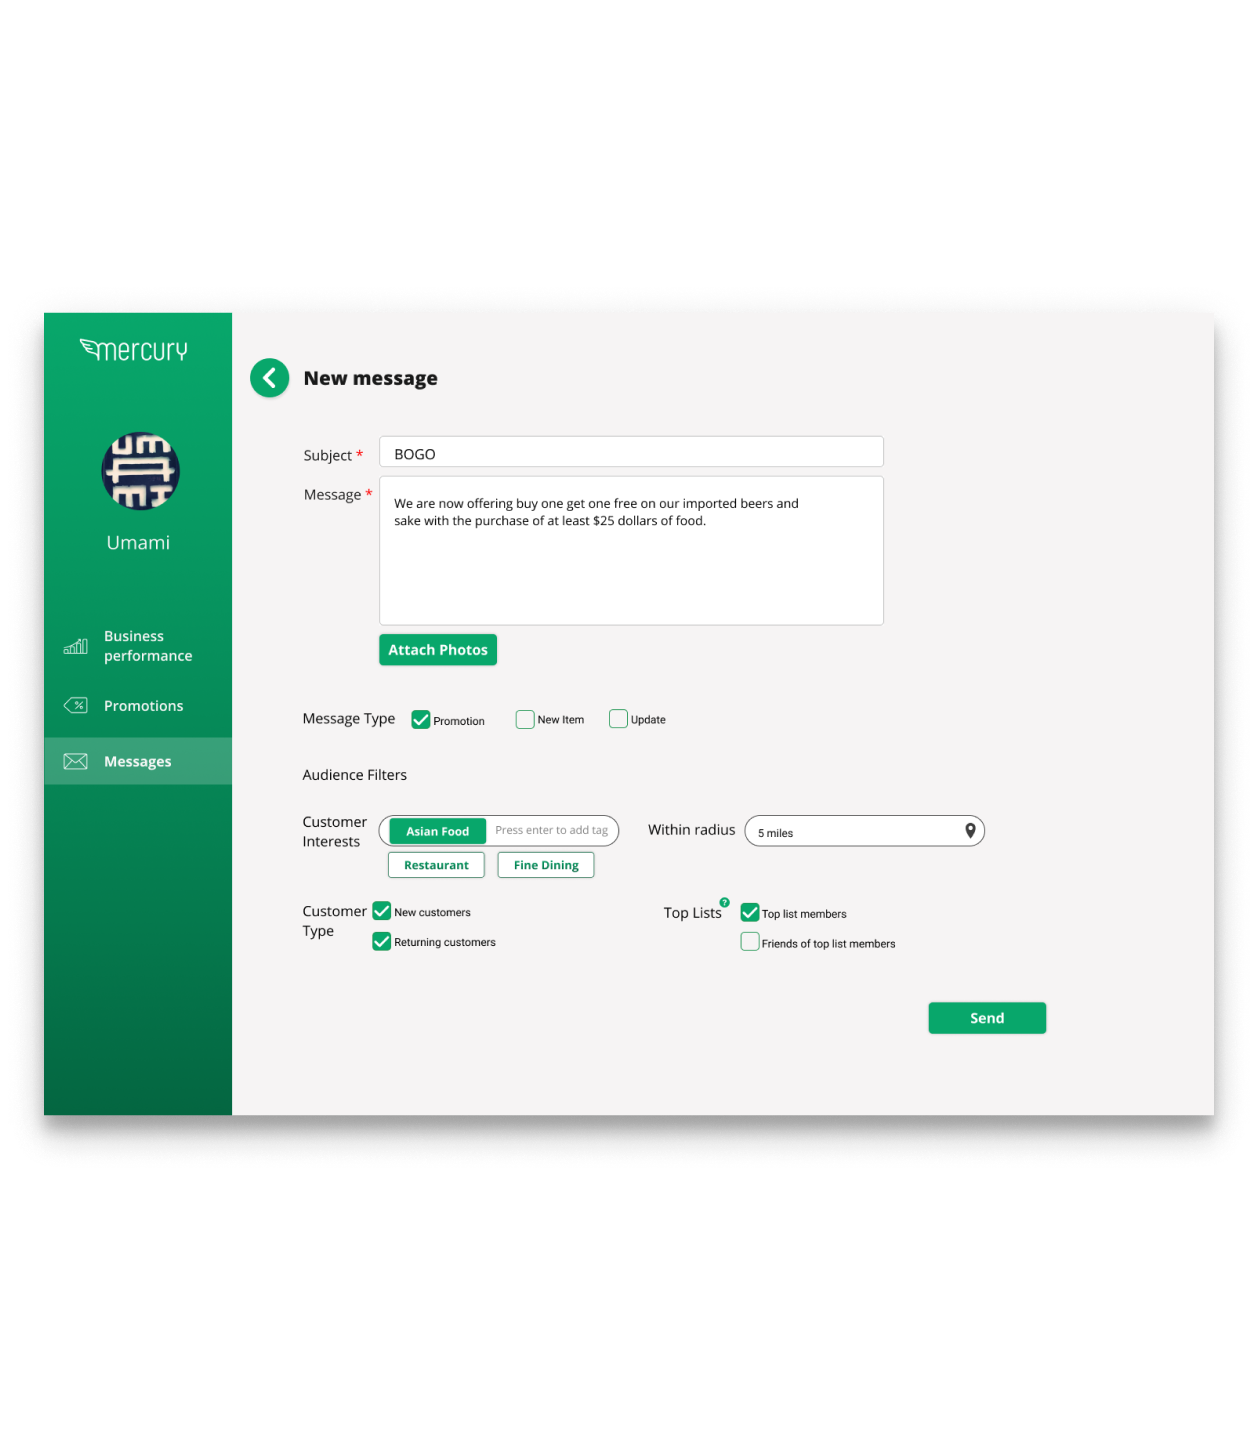 mercury
Umami
Business
performance
Promotions
Messages
New message
Subject *
BOGO
Message *
We are now offering buy one get one free on our imported beers and
sake with the purchase of at least $25 dollars of food.
Attach Photos
Message Type
Promotion
New Item
Update
Audience Filters
Customer
Interests
Asian Food
Press enter to add tag
Restaurant
Fine Dining
Within radius
5 miles
Customer
Type
New customers
Returning customers
Top Lists
?
Top list members
Friends of top list members
Send